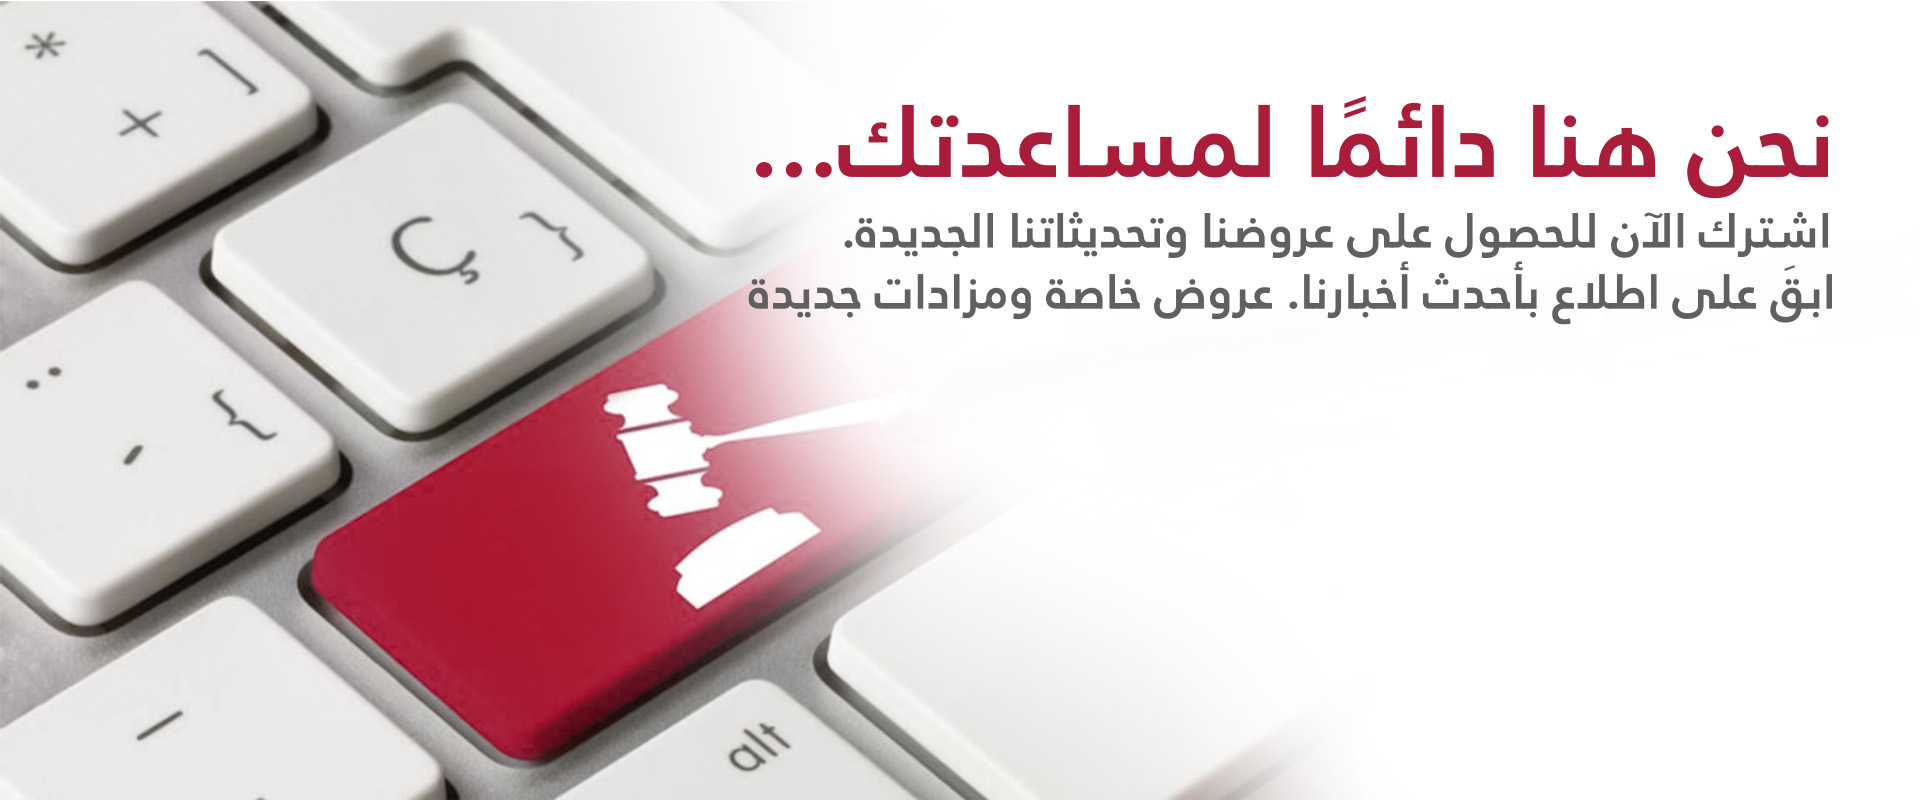 نحن هنا دائمًا لمساعدتك...
اشترك الآن للحصول على عروضنا وتحديثاتنا الجديدة.
ابقَ على اطلاع بأحدث أخبارنا. عروض خاصة ومزادات جديدة
* ]
+
Ç }
¨ {
-
alt